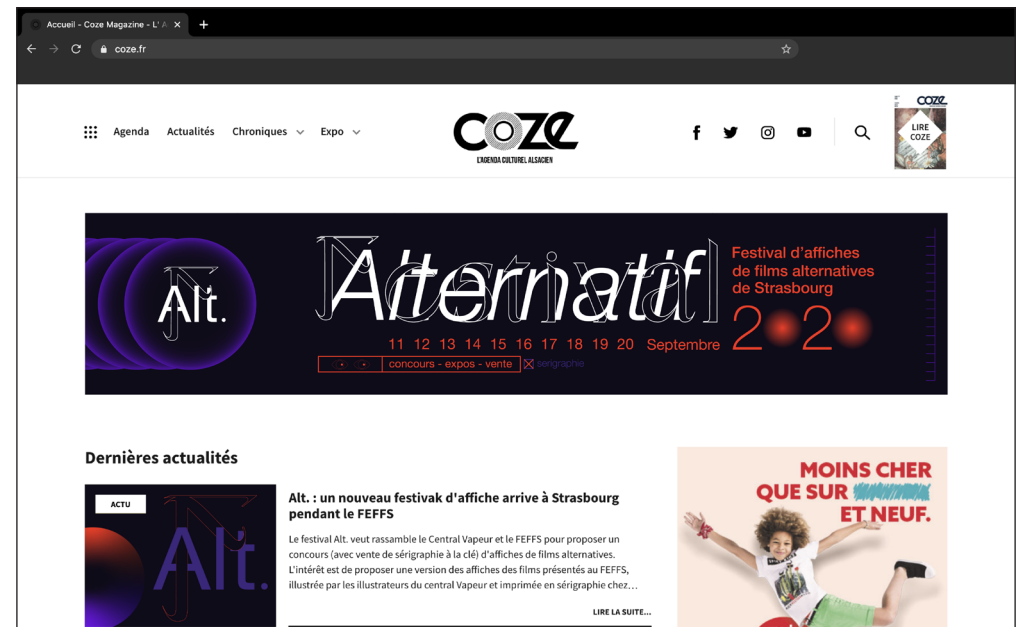 Accueil - Coze Magazine - L' A
coze.fr
Agenda Actualités Chroniques Expo
COZE
L'AGENDA CULTUREL ALSACIEN
COZE
LIRE
COZE
Alt.
Alternatif
Festival
Festival d'affiches
de films alternatives
de Strasbourg
2020
11 12 13 14 15 16 17 18 19 20 Septembre
concours - expos - vente serigraphie
Dernières actualités
ACTU
Alt.
Alt. : un nouveau festivak d'affiche arrive à Strasbourg
pendant le FEFFS
Le festival Alt. veut rassamble le Central Vapeur et le FEFFS pour proposer un
concours (avec vente de sérigraphie à la clé) d'affiches de films alternatives.
L'intérêt est de proposer une version des affiches des films présentés au FEFFS,
illustrée par les illustrateurs du central Vapeur et imprimée en sérigraphie chez…
LIRE LA SUITE...
MOINS CHER
QUE SUR
ET NEUF.